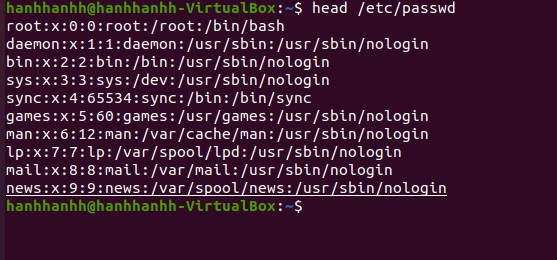 hanhhanhh@hanhhanhh-VirtualBox:~$ head /etc/passwd
root:x:0:0:root:/root:/bin/bash
daemon:x:1:1:daemon:/usr/sbin:/usr/sbin/nologin
bin:x:2:2:bin:/bin:/usr/sbin/nologin
sys:x:3:3:sys:/dev:/usr/sbin/nologin
sync:x:4:65534:sync:/bin:/bin/sync
games:x:5:60:games:/usr/games:/usr/sbin/nologin
man:x:6:12:man:/var/cache/man:/usr/sbin/nologin
lp:x:7:7:lp:/var/spool/lpd:/usr/sbin/nologin
mail:x:8:8:mail:/var/mail:/usr/sbin/nologin
news:x:9:9:news:/var/spool/news:/usr/sbin/nologin
hanhhanhh@hanhhanhh-VirtualBox:~$